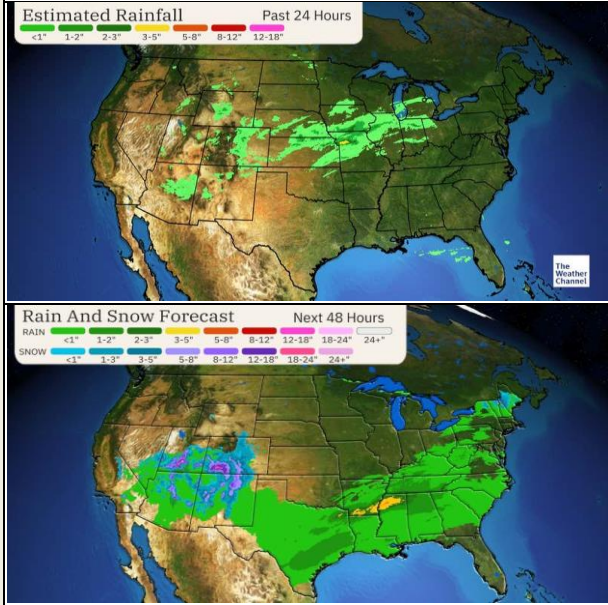 Estimated Rainfall Past 24 Hours
<1" 1-2" 2-3" 3-5" 5-8" 8-12" 12-18"
The
Weather
Channel
Rain And Snow Forecast Next 48 Hours
RAIN
<1" 1-2" 2-3" 3-5" 5-8" 8-12" 12-18" 18-24" 24+"
SNOW
<1" 1-3" 3-5" 5-8" 8-12" 12-18" 18-24" 24+"